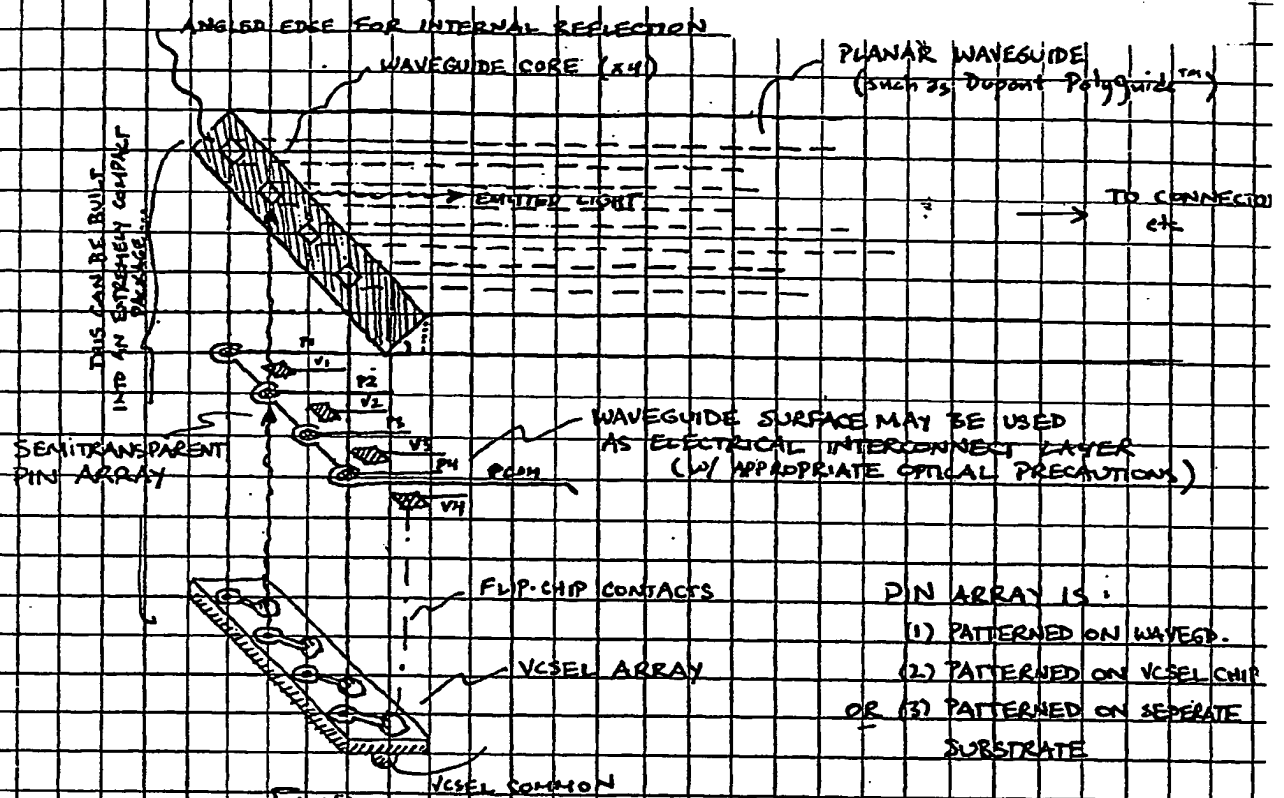 ANGLED EDGE FOR INTERNAL REFLECTION
WAVEGUIDE CORE (x4)
PLANAR WAVEGUIDE
(such as Dupont Polyguide™)
THIS CAN BE BUILT
INTO AN EXTREMELY COMPACT
PACKAGE...
EMITTED LIGHT
TO CONNECTOR
etc
P1
V1
P2
V2
P3
V3
P4
PCOM
V4
SEMITRANSPARENT
PIN ARRAY
WAVEGUIDE SURFACE MAY BE USED
AS ELECTRICAL INTERCONNECT LAYER
(W/ APPROPRIATE OPTICAL PRECAUTIONS)
FLIP-CHIP CONTACTS
VCSEL ARRAY
VCSEL COMMON
PIN ARRAY IS:
(1) PATTERNED ON WAVEGD.
(2) PATTERNED ON VCSEL CHIP
OR (3) PATTERNED ON SEPERATE
SUBSTRATE